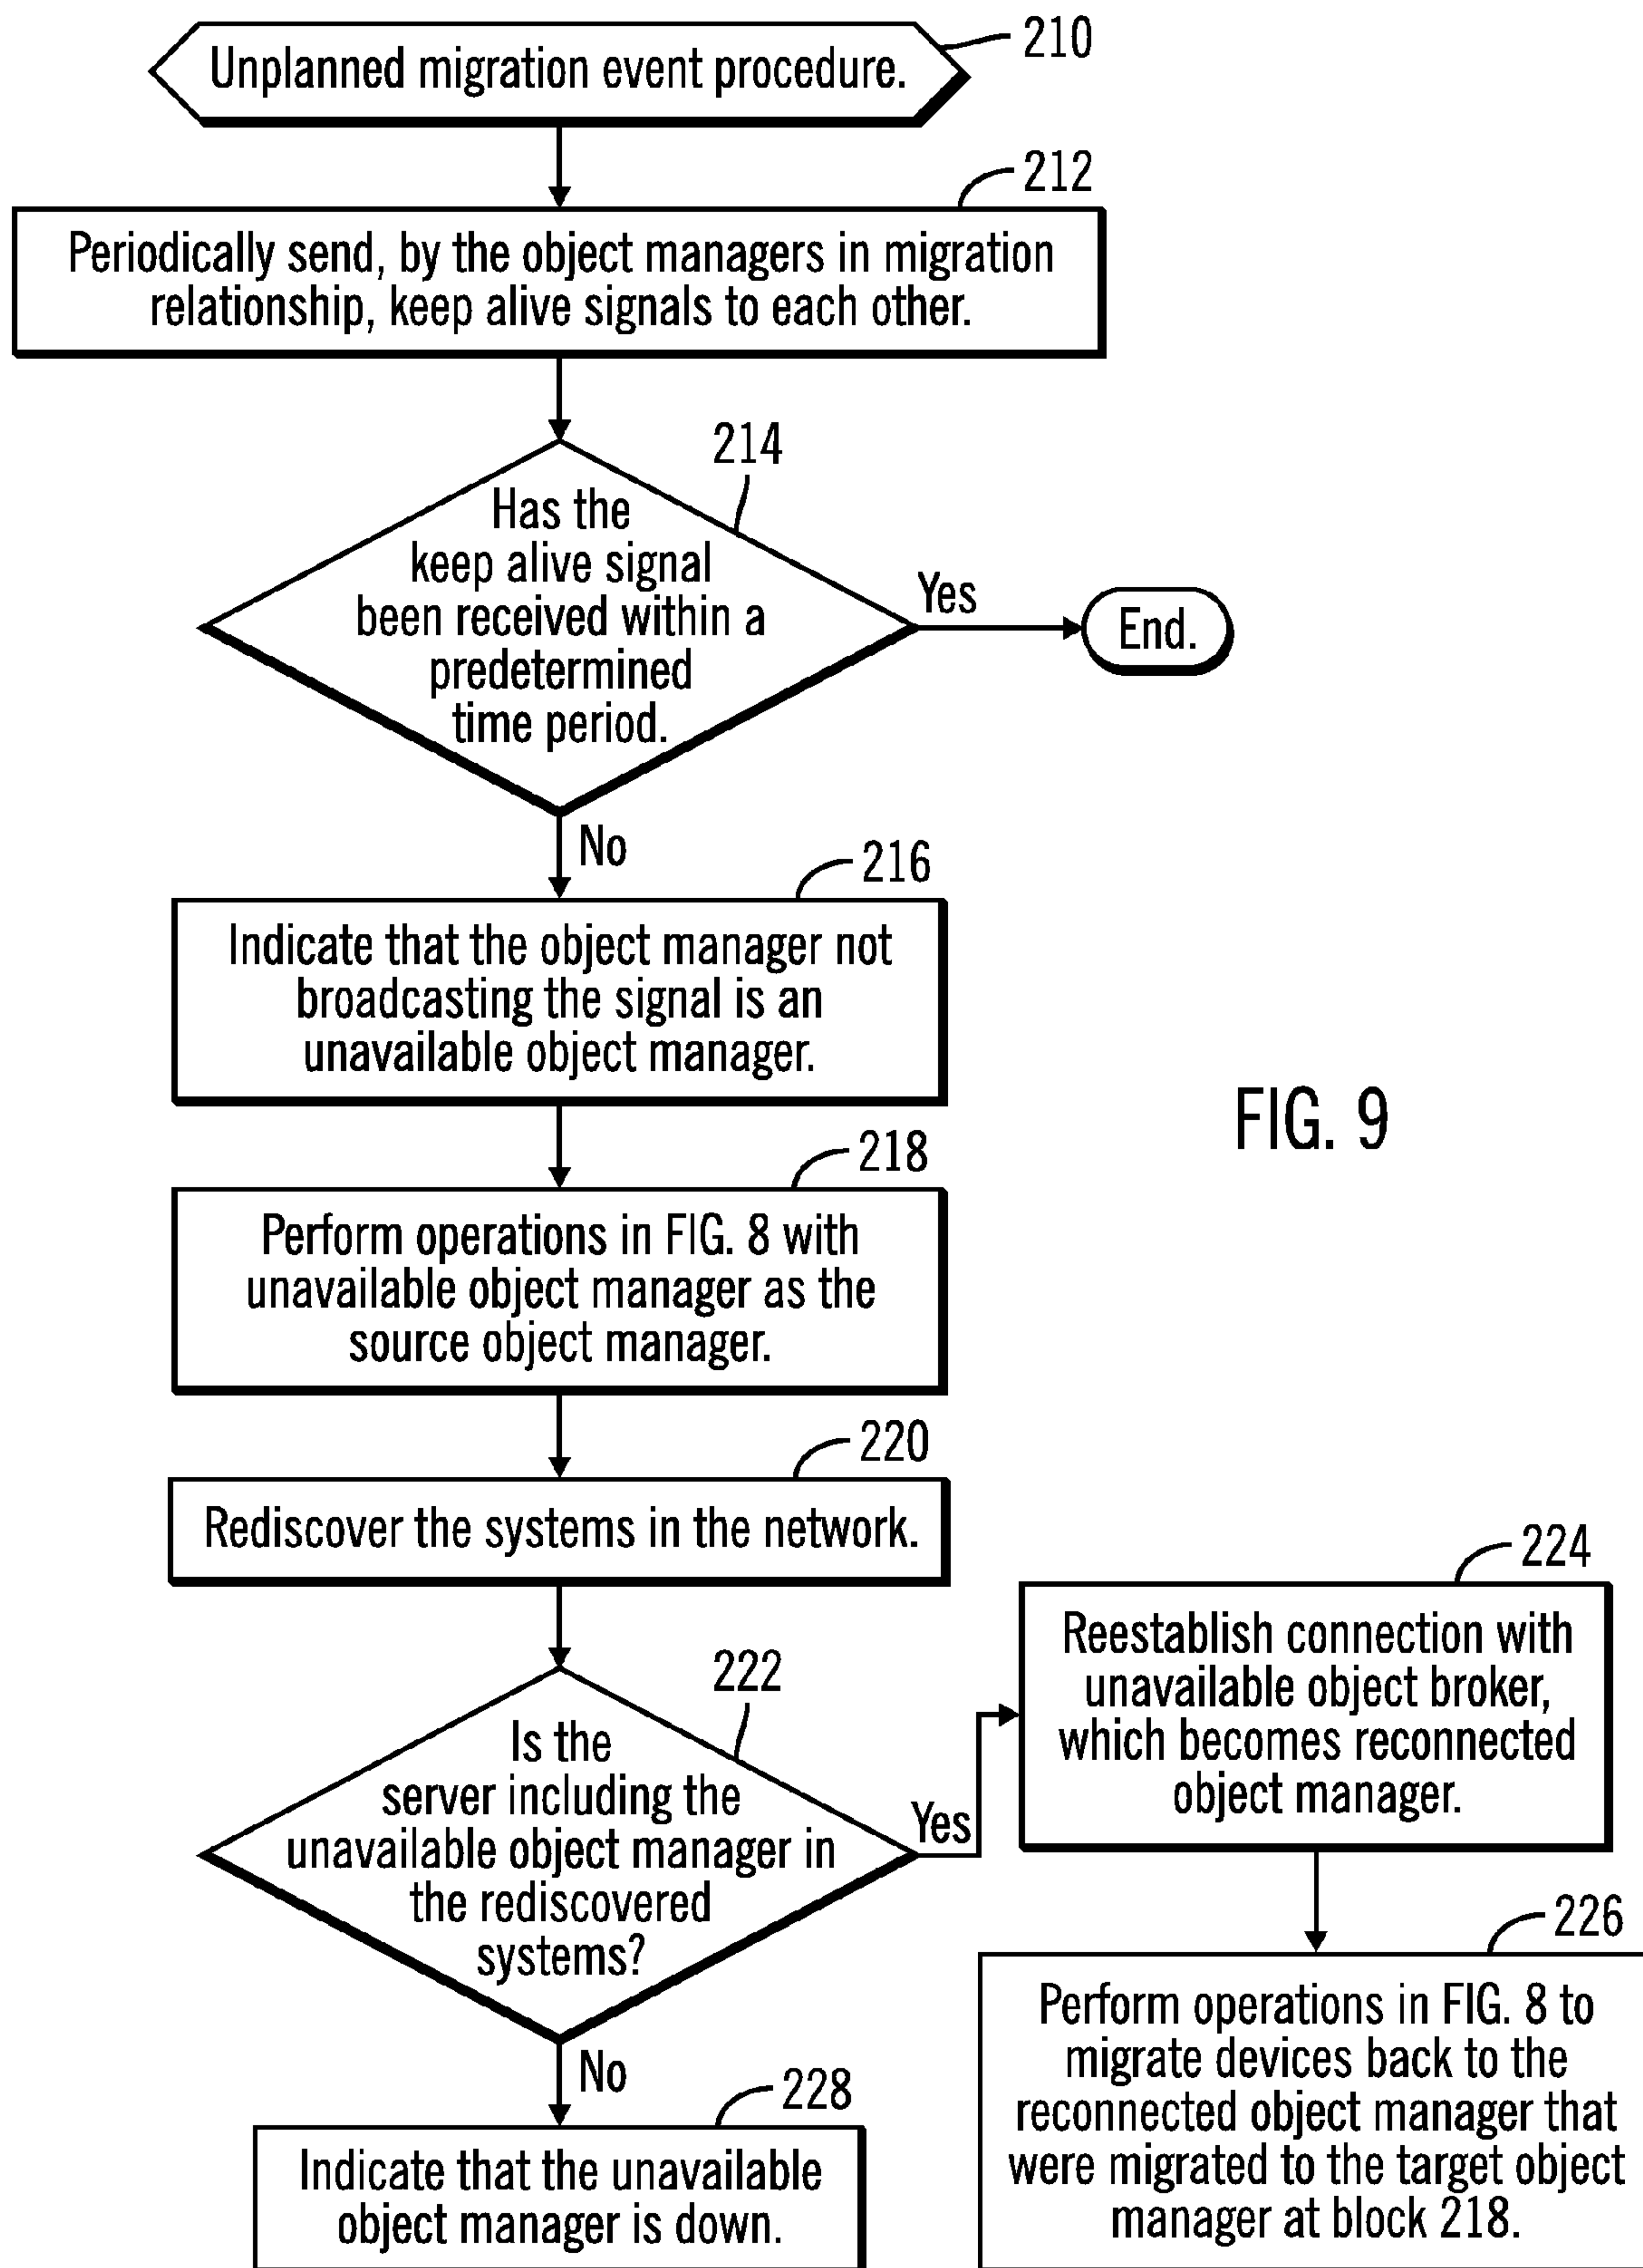 210
Unplanned migration event procedure.
212
Periodically send, by the object managers in migration
relationship, keep alive signals to each other.
214
Has the
keep alive signal
been received within a
predetermined
time period.
Yes
End.
No
216
Indicate that the object manager not
broadcasting the signal is an
unavailable object manager.
FIG. 9
218
Perform operations in FIG. 8 with
unavailable object manager as the
source object manager.
220
Rediscover the systems in the network.
222
Is the
server including the
unavailable object manager in
the rediscovered
systems?
Yes
224
Reestablish connection with
unavailable object broker,
which becomes reconnected
object manager.
226
Perform operations in FIG. 8 to
migrate devices back to the
reconnected object manager that
were migrated to the target object
manager at block 218.
No
228
Indicate that the unavailable
object manager is down.